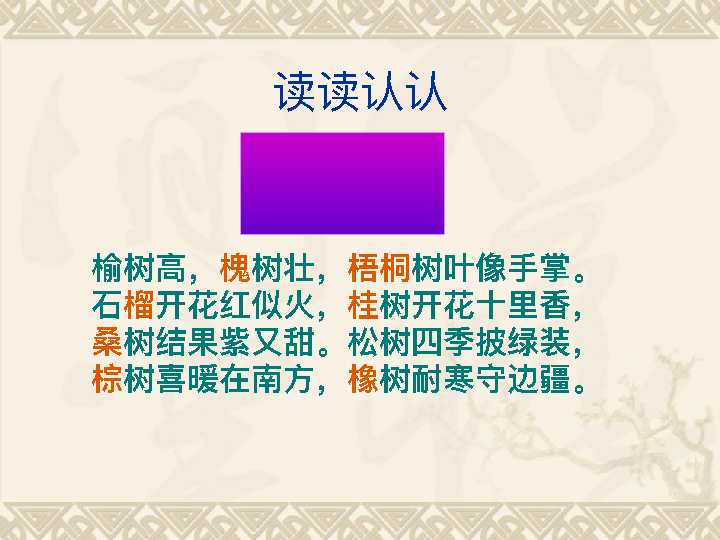 读读认认
榆树高，槐树壮，梧桐树叶像手掌。
石榴开花红似火，桂树开花十里香，
桑树结果紫又甜。松树四季披绿装，
棕树喜暖在南方，橡树耐寒守边疆。